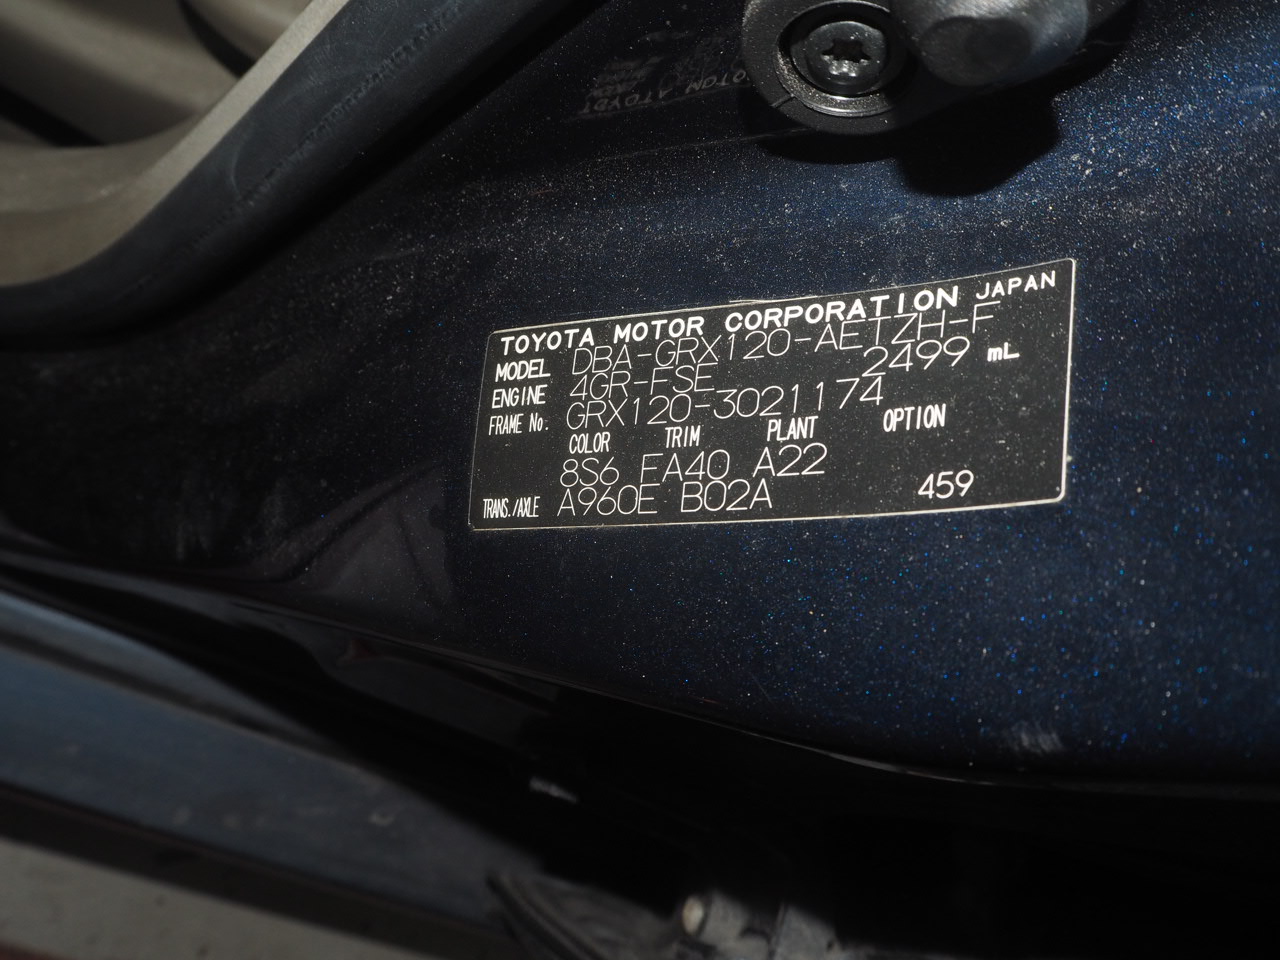 TOYOTA MOTOR CORPORATION JAPAN
MODEL DBA-GRX120-AETZH-F
ENGINE 4GR-FSE 2499 mL
FRAME No. GRX120-3021174
COLOR TRIM PLANT OPTION
8S6 FA40 A22
TRANS./AXLE A960E B02A 459